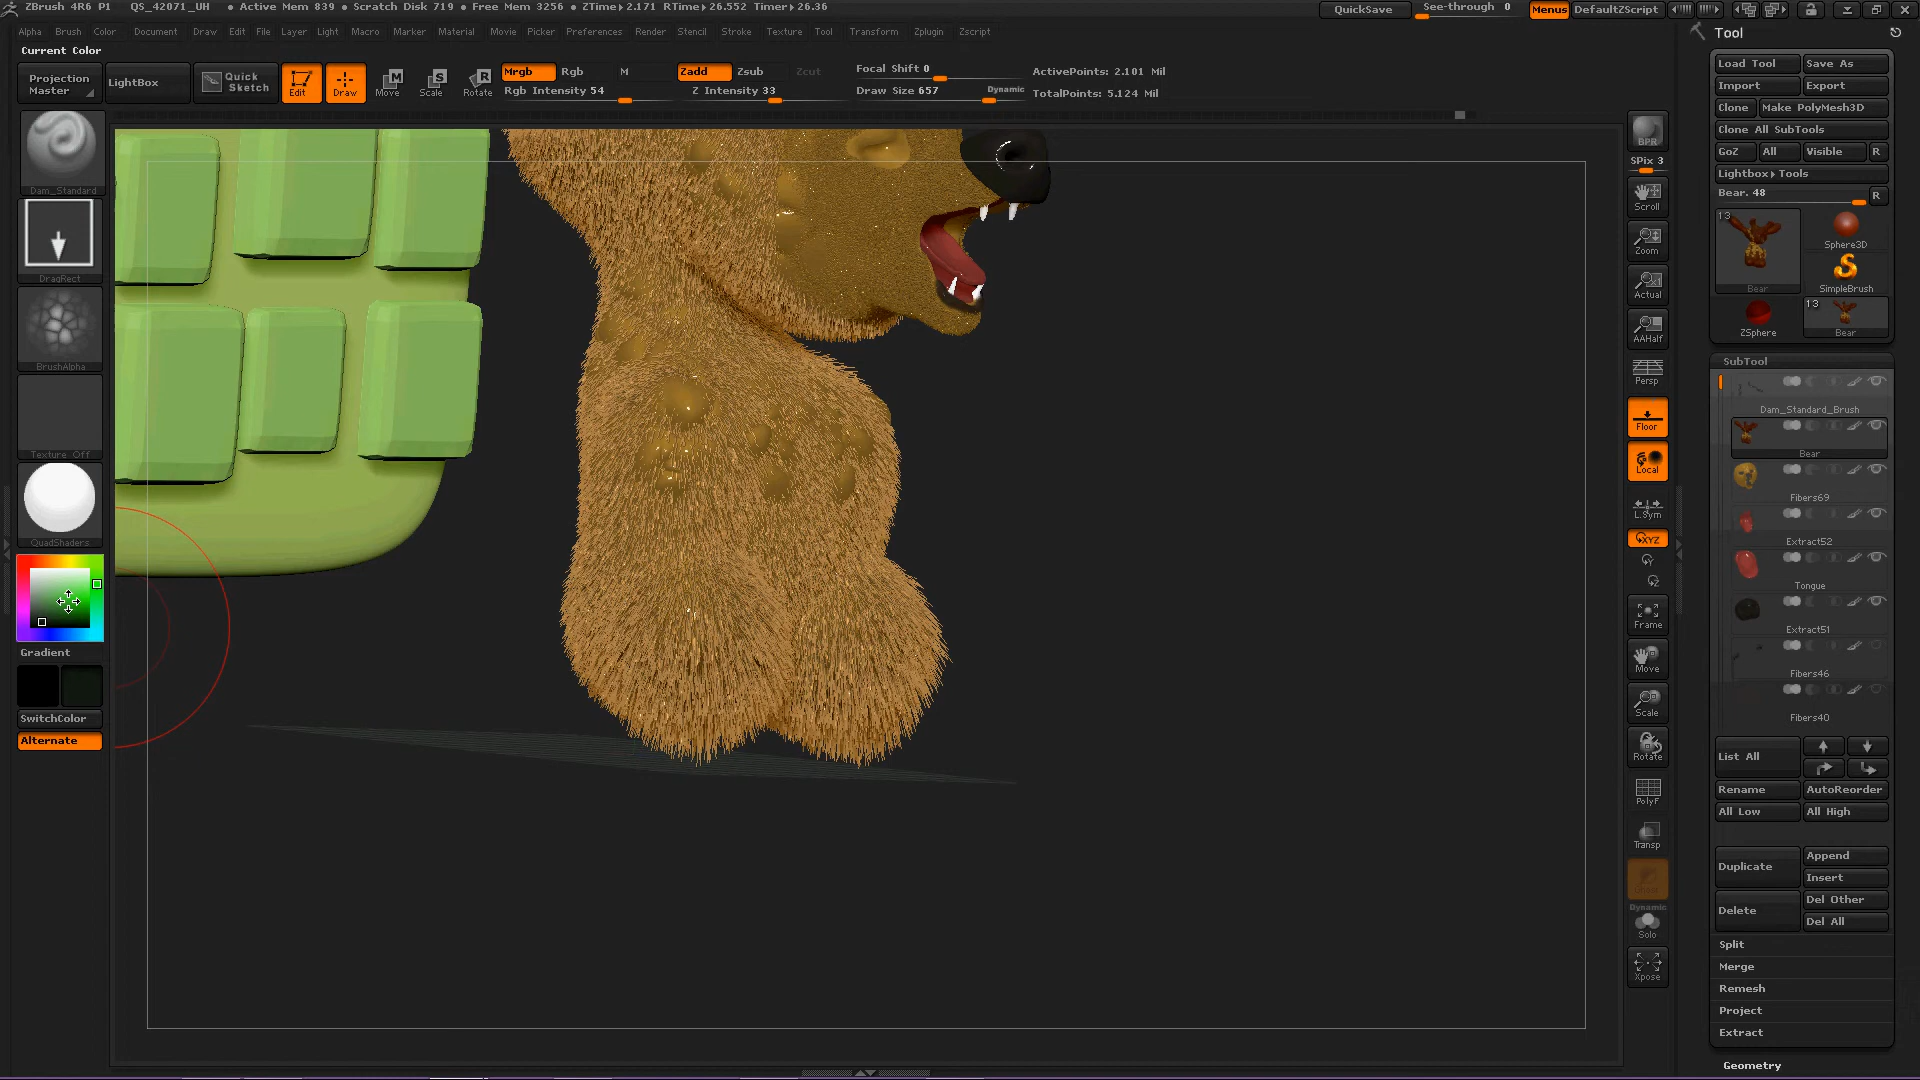 ZBrush 4R6 P1 QS_42071_UH • Active Mem 839 • Scratch Disk 719 • Free Mem 3256 • ZTime▸2.171 RTime▸26.552 Timer▸26.36 QuickSave See-through 0 Menus DefaultZScript
Alpha Brush Color Document Draw Edit File Layer Light Macro Marker Material Movie Picker Preferences Render Stencil Stroke Texture Tool Transform Zplugin Zscript
Current Color
Projection Master
LightBox
Quick Sketch
Edit
Draw
Move
Scale
Rotate
Mrgb Rgb M
Rgb Intensity 54
Zadd Zsub Zcut
Z Intensity 33
Focal Shift 0
Draw Size 657
Dynamic
ActivePoints: 2.101 Mil
TotalPoints: 5.124 Mil
Dam_Standard
DragRect
BrushAlpha
Texture Off
QuadShaders
Gradient
SwitchColor
Alternate
BPR
SPix 3
Scroll
Zoom
Actual
AAHalf
Persp
Floor
Local
L.Sym
XYZ
Y
Z
Frame
Move
Scale
Rotate
PolyF
Transp
Dynamic
Solo
Xpose
Tool
Load Tool Save As
Import Export
Clone Make PolyMesh3D
Clone All SubTools
GoZ All Visible R
Lightbox▸Tools
Bear. 48 R
13
Bear
Sphere3D
SimpleBrush
ZSphere
13
Bear
SubTool
Dam_Standard_Brush
Bear
Fibers69
Extract52
Tongue
Extract51
Fibers46
Fibers40
List All
Rename AutoReorder
All Low All High
Duplicate
Append
Insert
Delete
Del Other
Del All
Split
Merge
Remesh
Project
Extract
Geometry